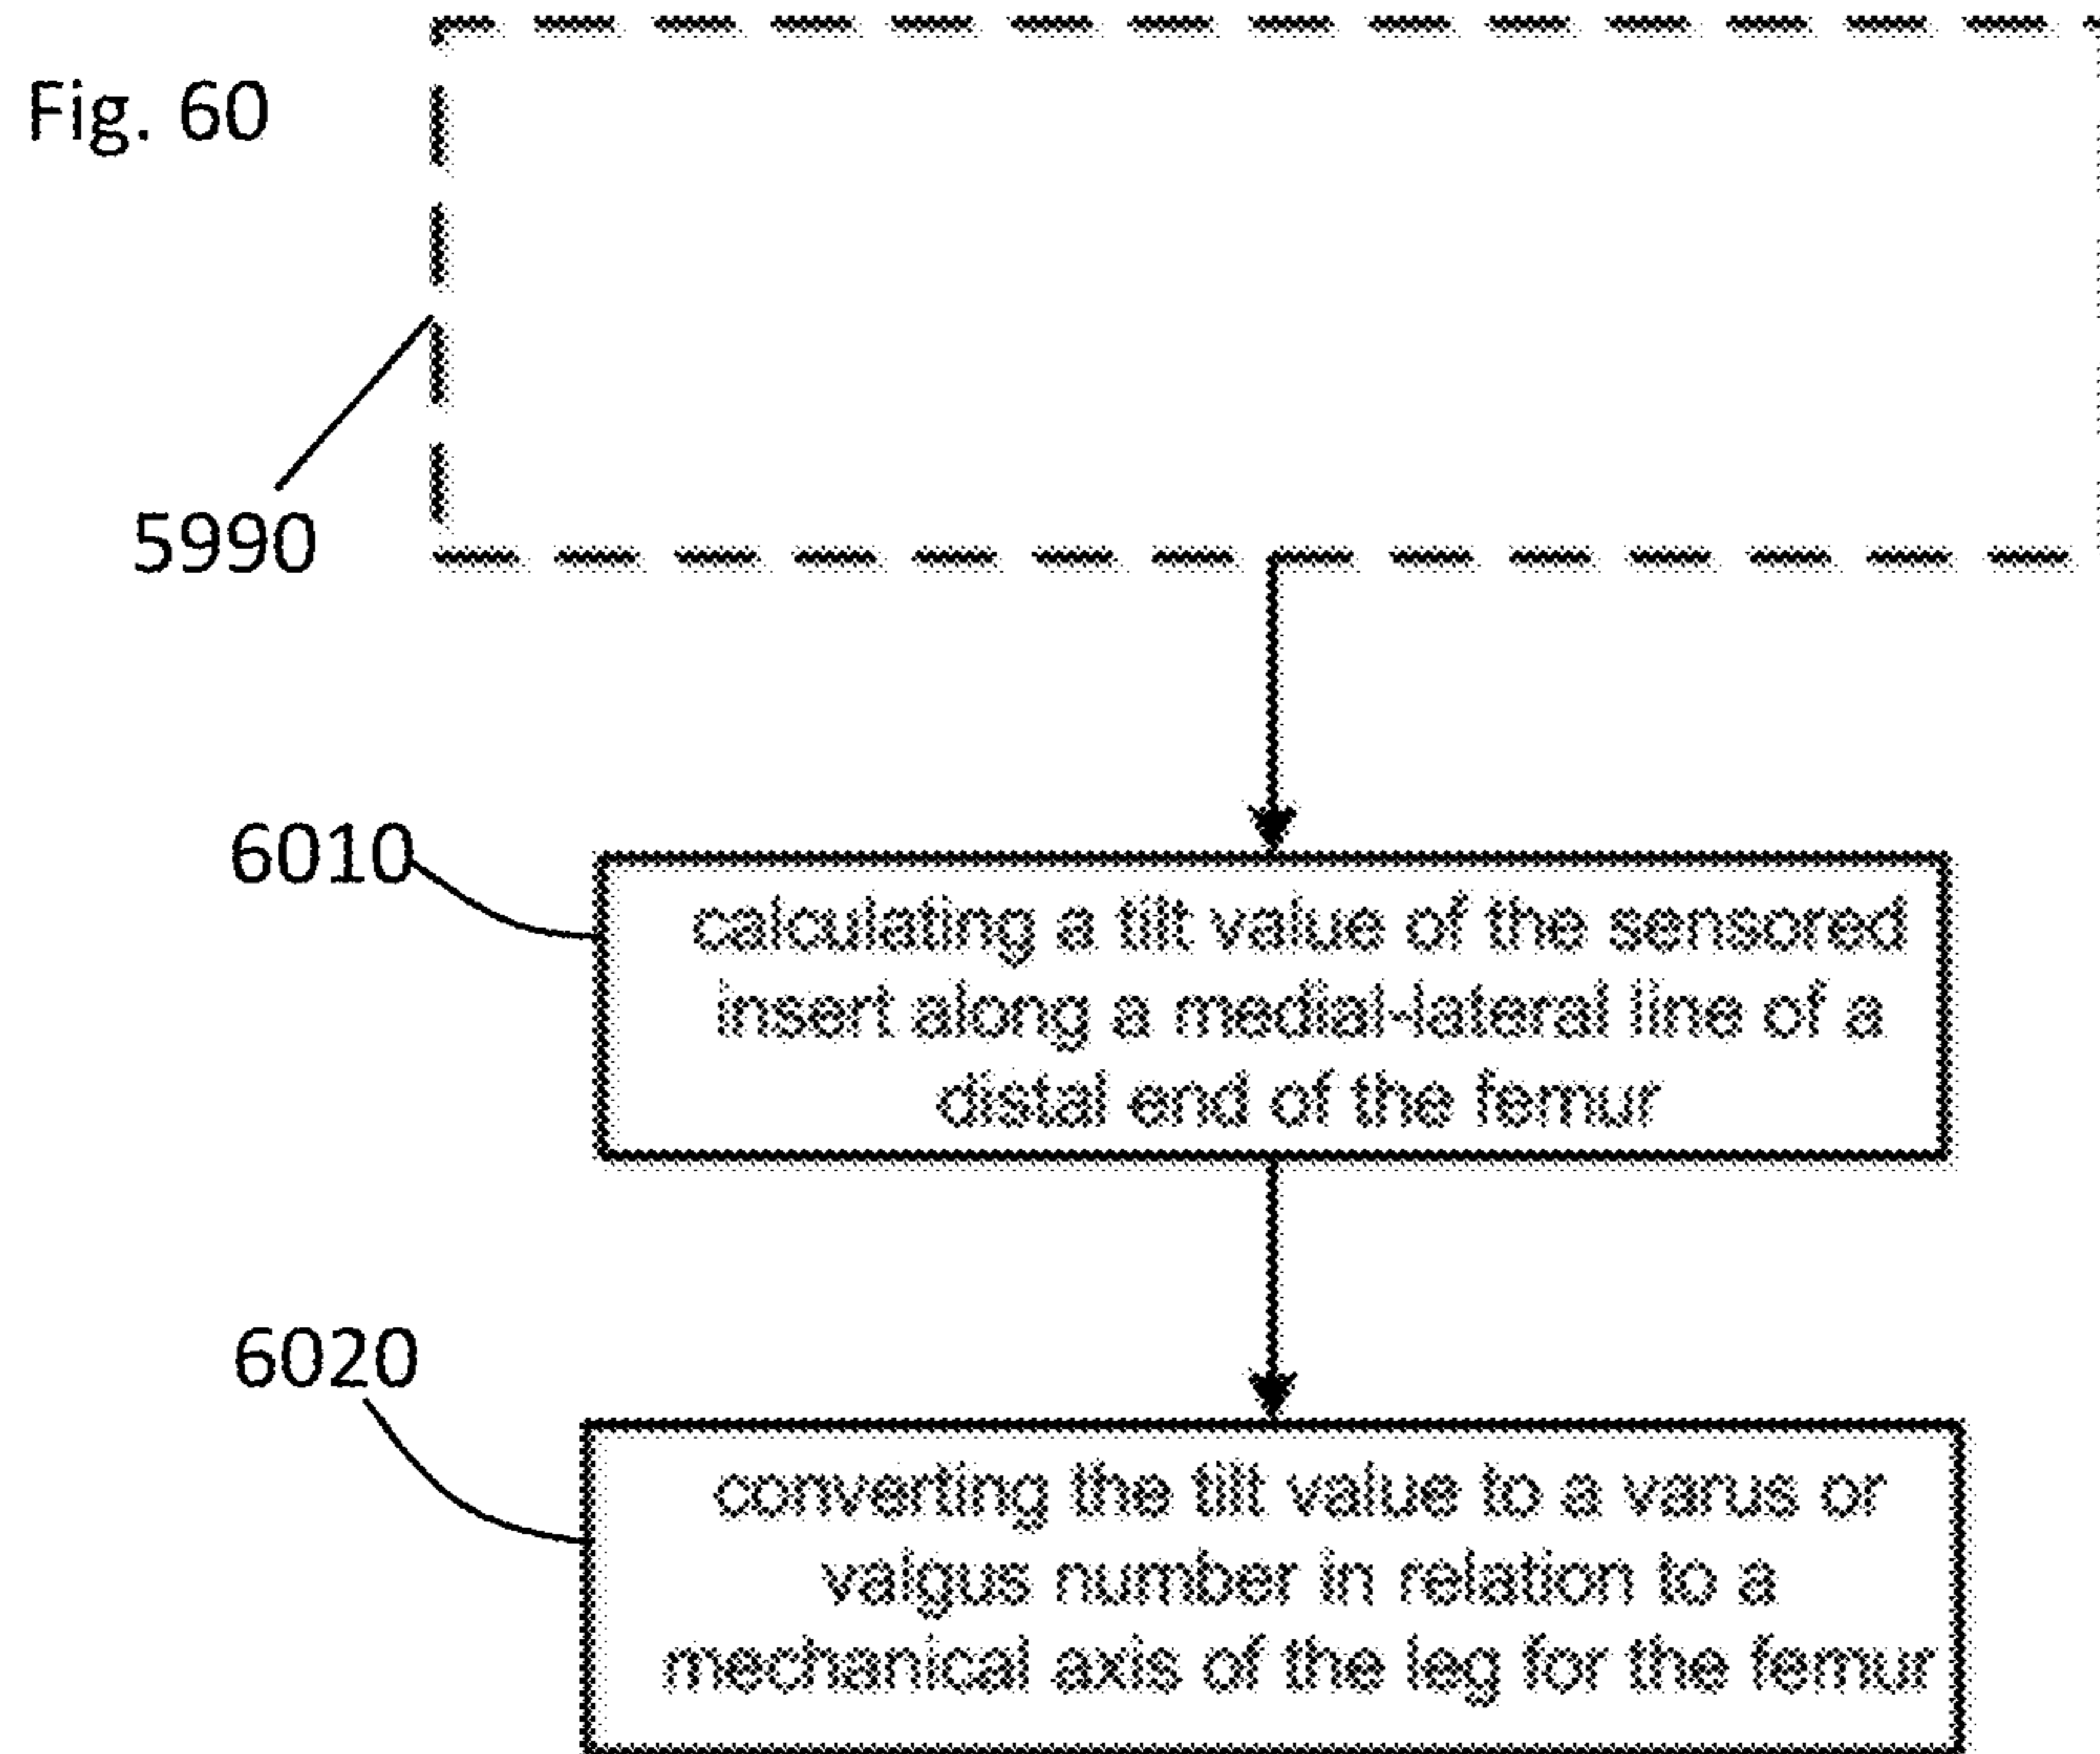 Fig. 60
5990
6010
calculating a tilt value of the sensored
insert along a medial-lateral line of a
distal end of the femur
6020
converting the tilt value to a varus or
valgus number in relation to a
mechanical axis of the leg for the femur